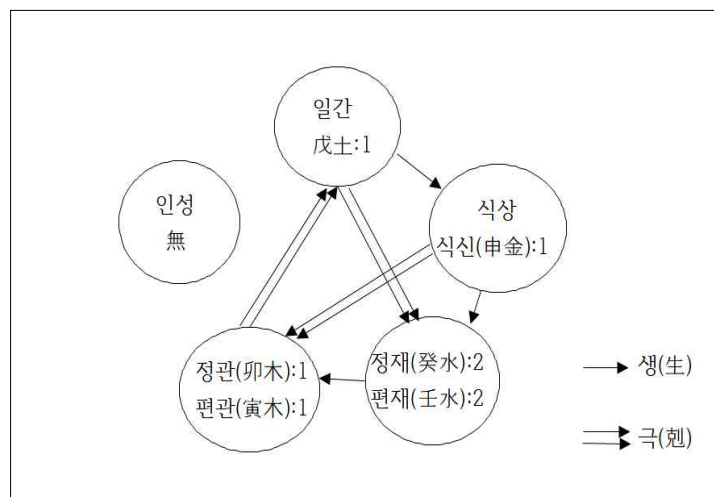 일간
戊土:1
인성
無
식상
식신(申金):1
정관(卯木):1
편관(寅木):1
정재(癸水):2
편재(壬水):2
생(生)
극(剋)